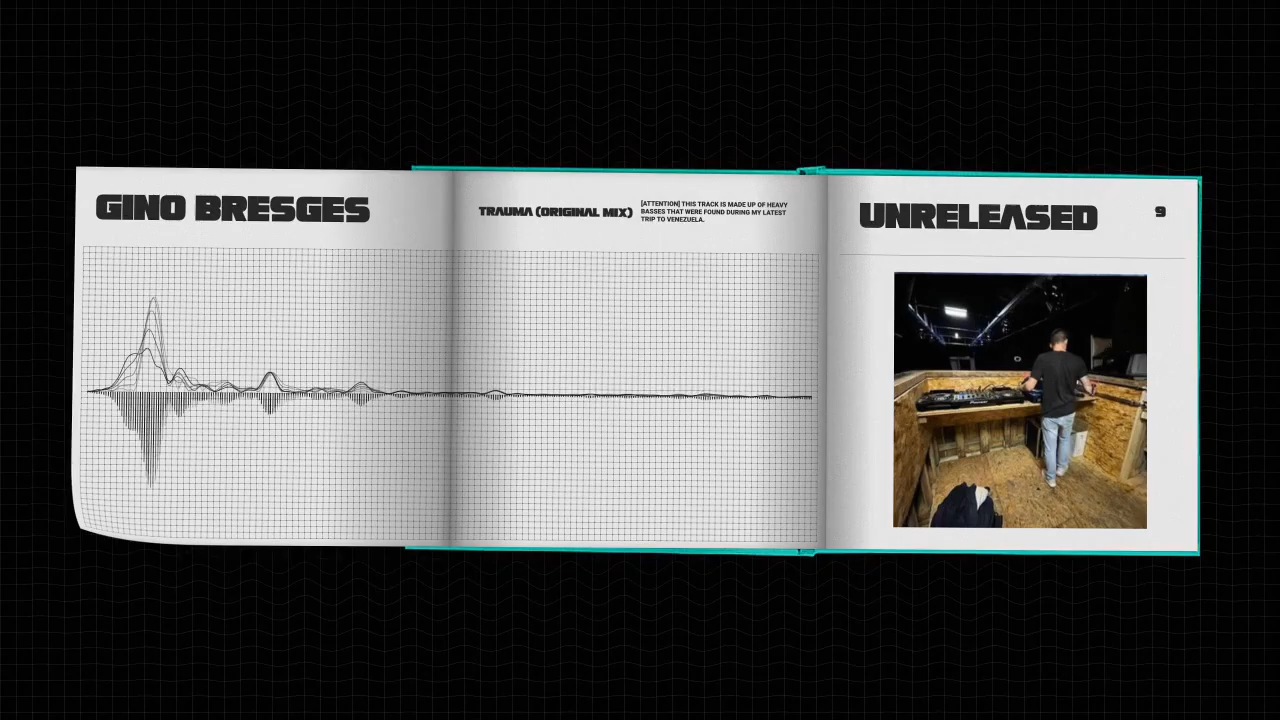 GINO BRESGES
TRAUMA (ORIGINAL MIX)
[ATTENTION] THIS TRACK IS MADE UP OF HEAVY
BASSES THAT WERE FOUND DURING MY LATEST
TRIP TO VENEZUELA.
UNRELEASED
9